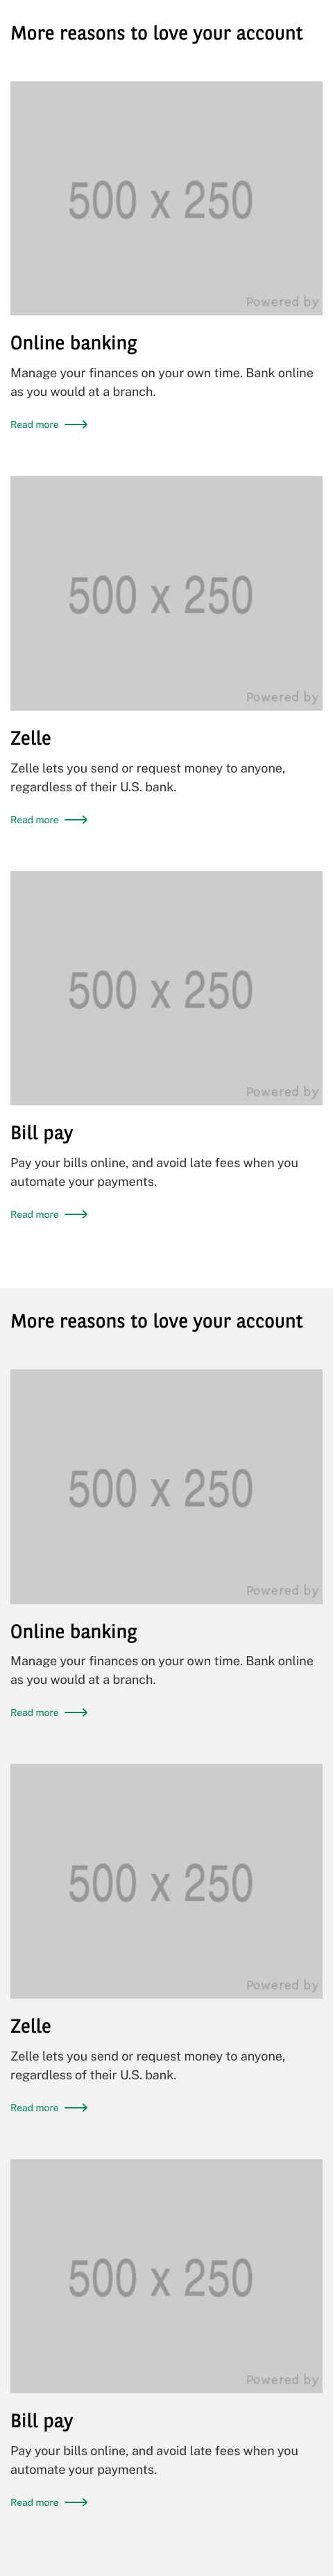 More reasons to love your account
500 x 250
Powered by
Online banking
Manage your finances on your own time. Bank online
as you would at a branch.
Read more
500 x 250
Powered by
Zelle
Zelle lets you send or request money to anyone,
regardless of their U.S. bank.
Read more
500 x 250
Powered by
Bill pay
Pay your bills online, and avoid late fees when you
automate your payments.
Read more
More reasons to love your account
500 x 250
Powered by
Online banking
Manage your finances on your own time. Bank online
as you would at a branch.
Read more
500 x 250
Powered by
Zelle
Zelle lets you send or request money to anyone,
regardless of their U.S. bank.
Read more
500 x 250
Powered by
Bill pay
Pay your bills online, and avoid late fees when you
automate your payments.
Read more